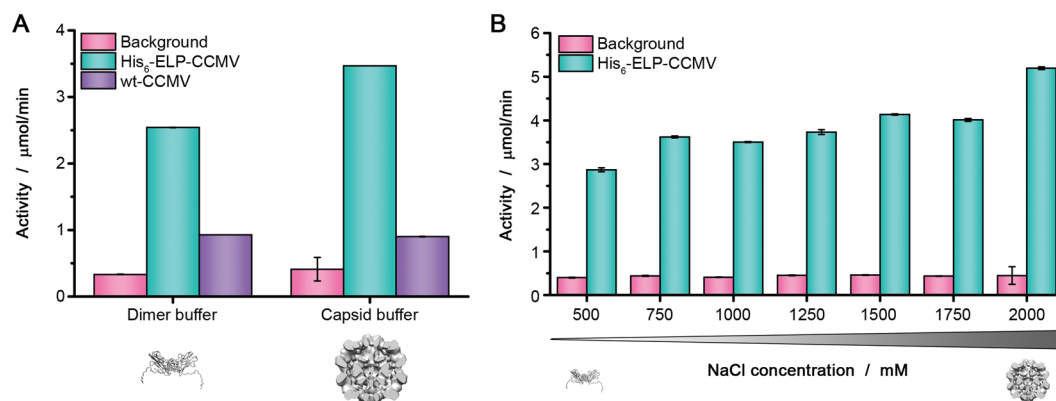 A
Activity / μmol/min
4
3
2
1
0
Background
His6-ELP-CCMV
wt-CCMV
Dimer buffer
Capsid buffer
B
Activity / μmol/min
6
5
4
3
2
1
0
Background
His6-ELP-CCMV
500 750 1000 1250 1500 1750 2000
NaCl concentration / mM